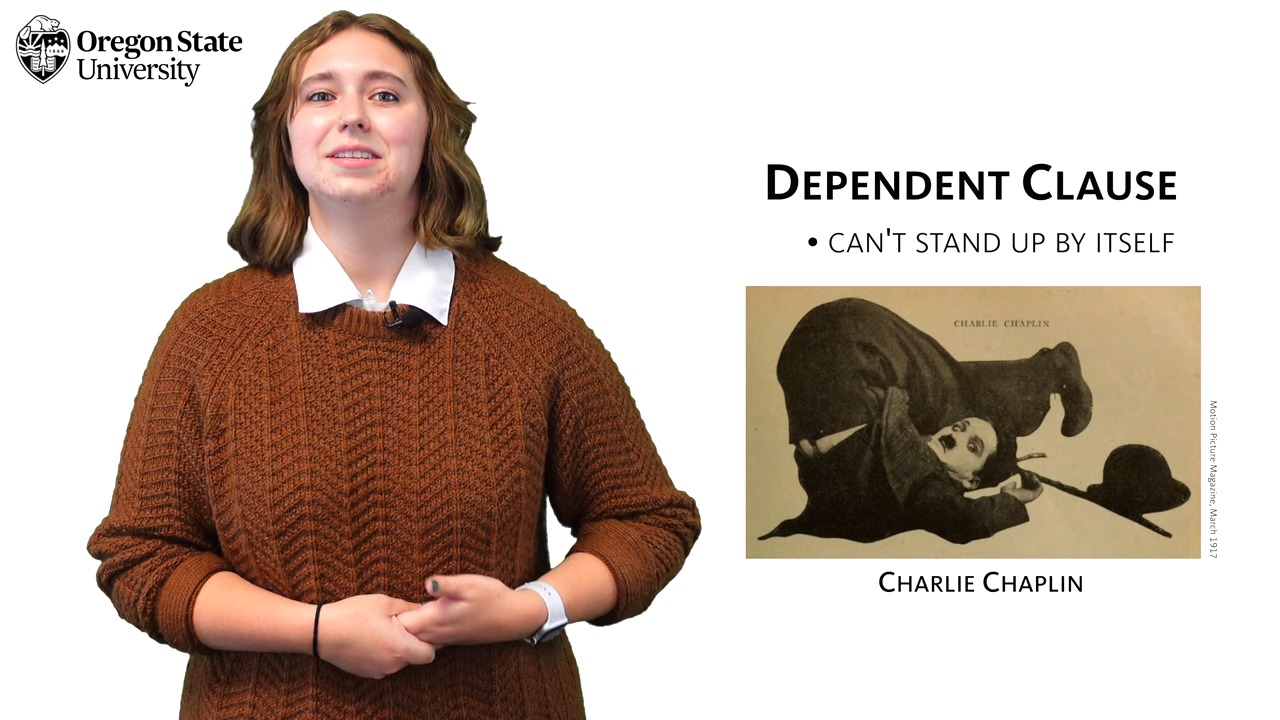 Oregon State
University
DEPENDENT CLAUSE
• CAN'T STAND UP BY ITSELF
CHARLIE CHAPLIN
Motion Picture Magazine, March 1917
CHARLIE CHAPLIN